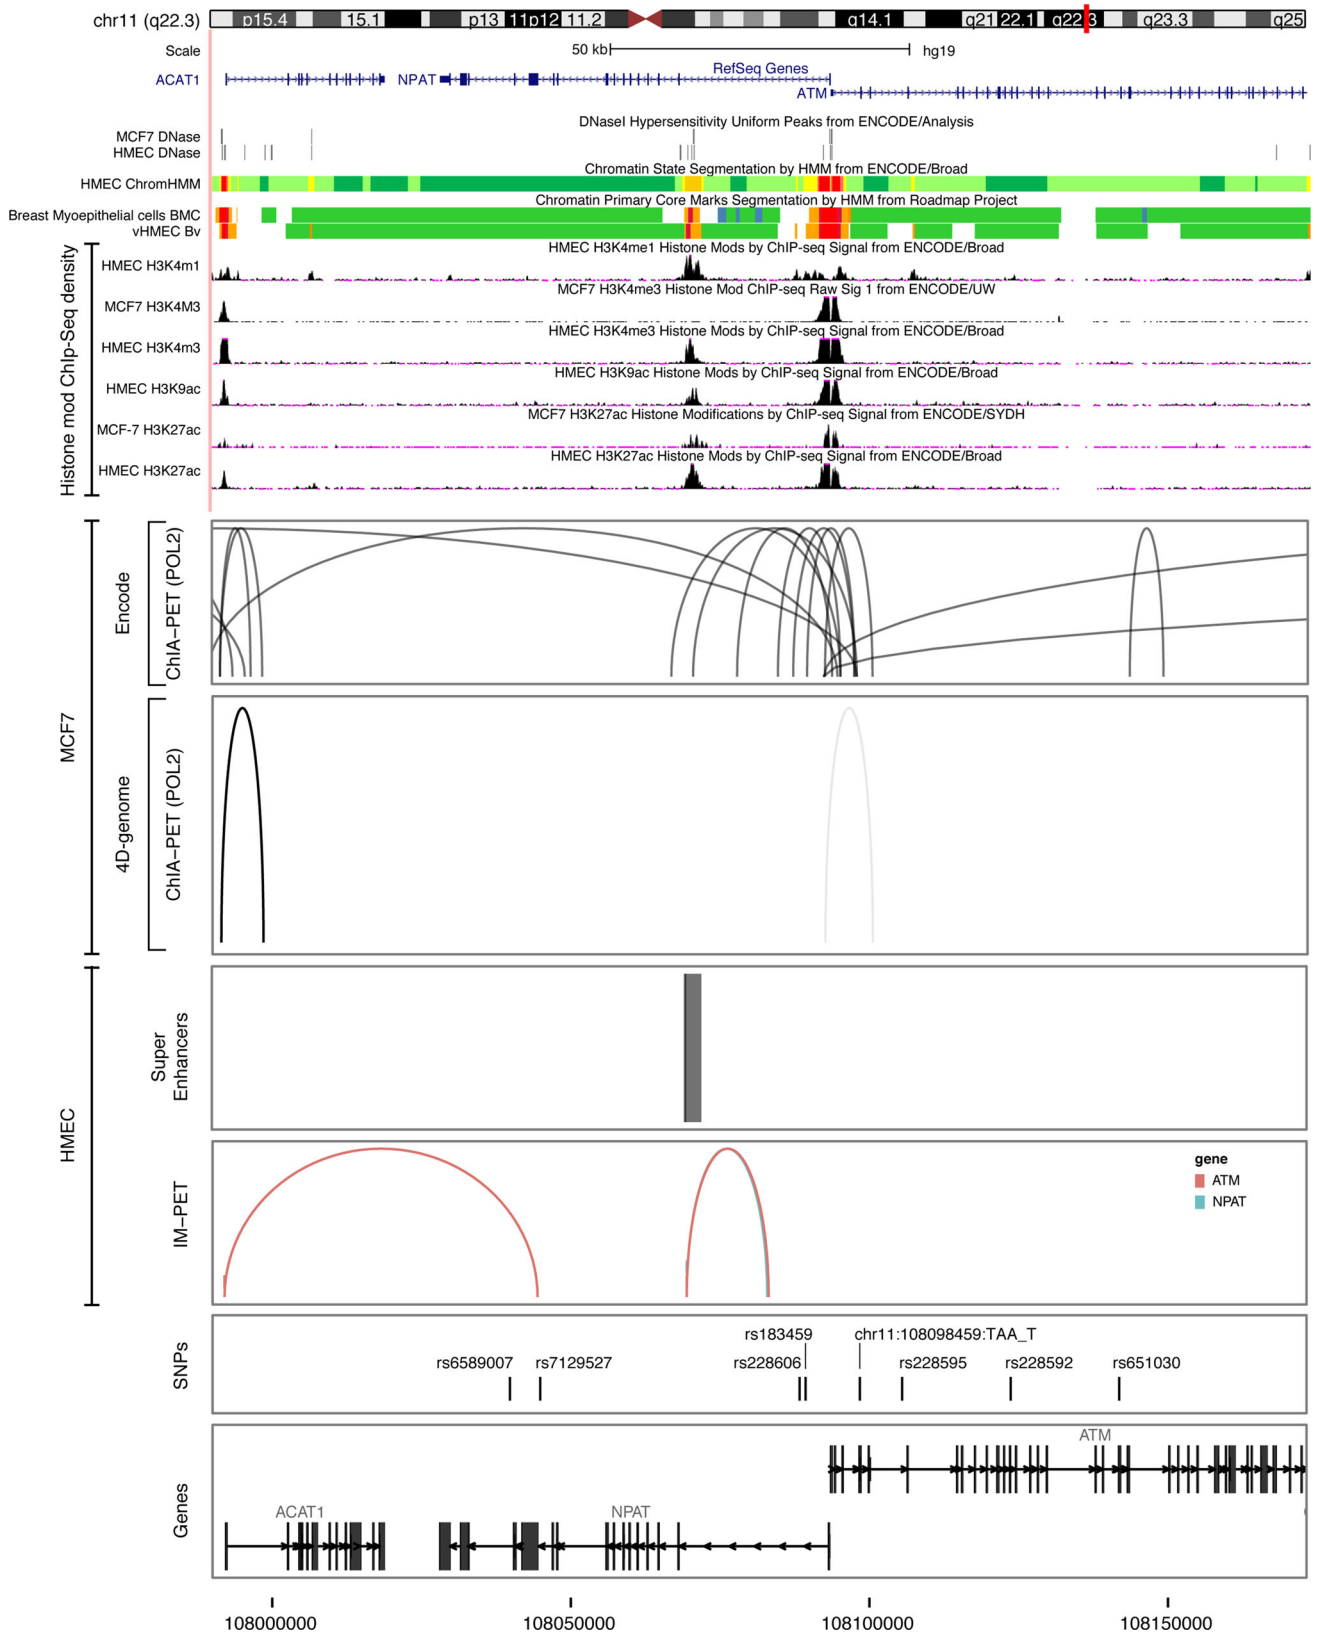 chr11 (q22.3) p15.4 15.1 p13 11p12 11.2 q14.1 q21 22.1 q22.3 q23.3 q25
Scale 50 kb hg19
RefSeq Genes
ACAT1 NPAT
ATM
DNaseI Hypersensitivity Uniform Peaks from ENCODE/Analysis
MCF7 DNase
HMEC DNase
Chromatin State Segmentation by HMM from ENCODE/Broad
HMEC ChromHMM
Chromatin Primary Core Marks Segmentation by HMM from Roadmap Project
Breast Myoepithelial cells BMC
vHMEC Bv
Histone mod ChIp-Seq density
HMEC H3K4me1 Histone Mods by ChIP-seq Signal from ENCODE/Broad
HMEC H3K4m1
MCF7 H3K4me3 Histone Mod ChIP-seq Raw Sig 1 from ENCODE/UW
MCF7 H3K4M3
HMEC H3K4me3 Histone Mods by ChIP-seq Signal from ENCODE/Broad
HMEC H3K4m3
HMEC H3K9ac Histone Mods by ChIP-seq Signal from ENCODE/Broad
HMEC H3K9ac
MCF7 H3K27ac Histone Modifications by ChIP-seq Signal from ENCODE/SYDH
MCF-7 H3K27ac
HMEC H3K27ac Histone Mods by ChIP-seq Signal from ENCODE/Broad
HMEC H3K27ac
MCF7
Encode
ChIA-PET (POL2)
4D-genome
ChIA-PET (POL2)
HMEC
Super
Enhancers
IM-PET
gene
ATM
NPAT
SNPs
rs183459 chr11:108098459:TAA_T
rs6589007 rs7129527 rs228606 rs228595 rs228592 rs651030
Genes
ATM
ACAT1 NPAT
108000000 108050000 108100000 108150000